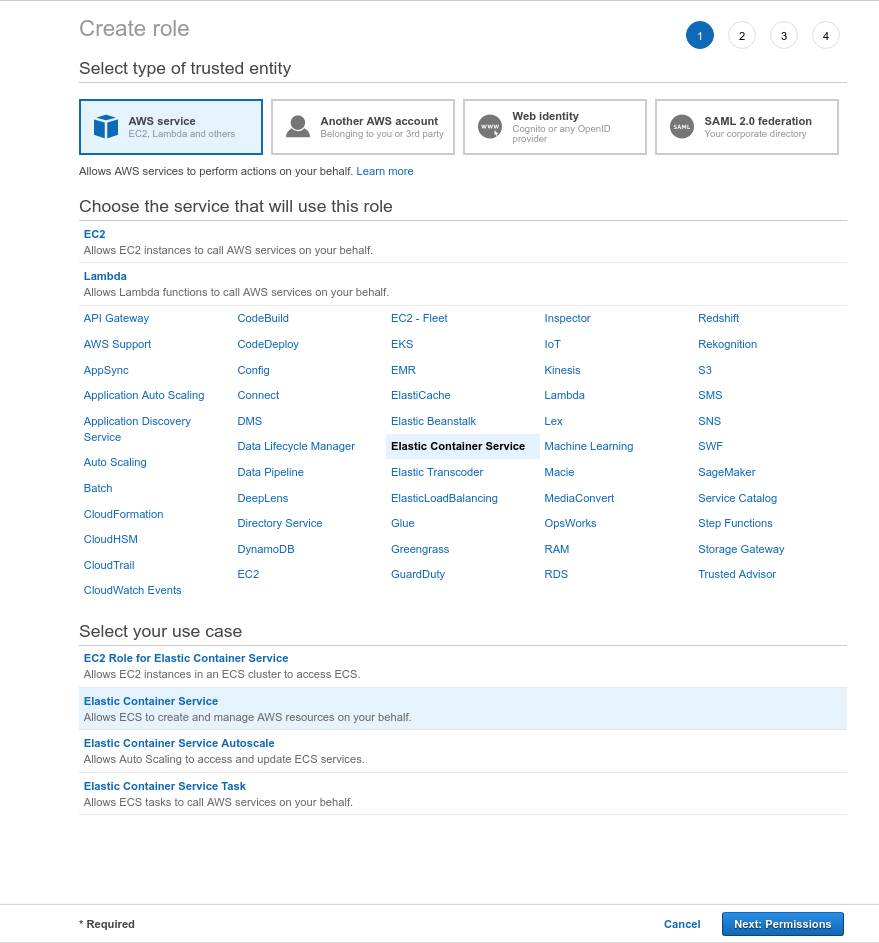 Create role
1 2 3 4
Select type of trusted entity
AWS service
EC2, Lambda and others
Another AWS account
Belonging to you or 3rd party
WWW
Web identity
Cognito or any OpenID
provider
SAML
SAML 2.0 federation
Your corporate directory
Allows AWS services to perform actions on your behalf. Learn more
Choose the service that will use this role
EC2
Allows EC2 instances to call AWS services on your behalf.
Lambda
Allows Lambda functions to call AWS services on your behalf.
API Gateway
AWS Support
AppSync
Application Auto Scaling
Application Discovery
Service
Auto Scaling
Batch
CloudFormation
CloudHSM
CloudTrail
CloudWatch Events
CodeBuild
CodeDeploy
Config
Connect
DMS
Data Lifecycle Manager
Data Pipeline
DeepLens
Directory Service
DynamoDB
EC2
EC2 - Fleet
EKS
EMR
ElastiCache
Elastic Beanstalk
Elastic Container Service
Elastic Transcoder
ElasticLoadBalancing
Glue
Greengrass
GuardDuty
Inspector
IoT
Kinesis
Lambda
Lex
Machine Learning
Macie
MediaConvert
OpsWorks
RAM
RDS
Redshift
Rekognition
S3
SMS
SNS
SWF
SageMaker
Service Catalog
Step Functions
Storage Gateway
Trusted Advisor
Select your use case
EC2 Role for Elastic Container Service
Allows EC2 instances in an ECS cluster to access ECS.
Elastic Container Service
Allows ECS to create and manage AWS resources on your behalf.
Elastic Container Service Autoscale
Allows Auto Scaling to access and update ECS services.
Elastic Container Service Task
Allows ECS tasks to call AWS services on your behalf.
* Required
Cancel
Next: Permissions